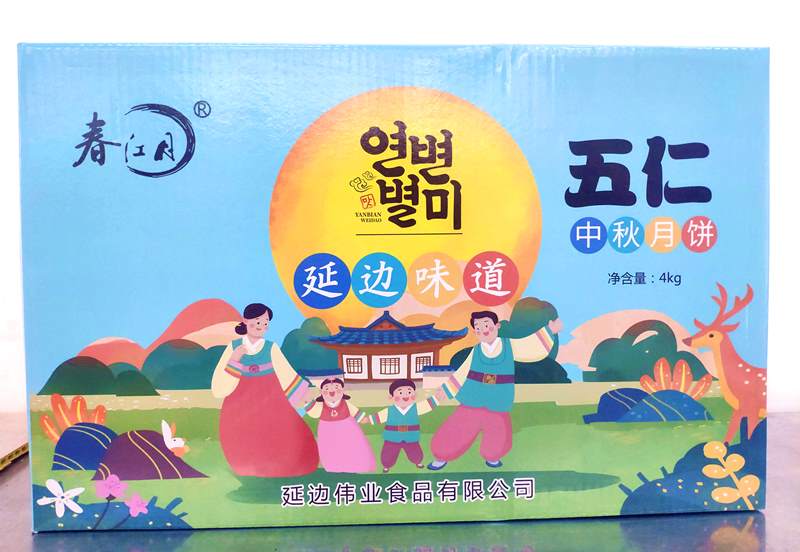 春江月®
연변
별미
맛
YANBIAN
WEIDAO
延边味道
五仁
中秋月饼
净含量：4kg
延边伟业食品有限公司